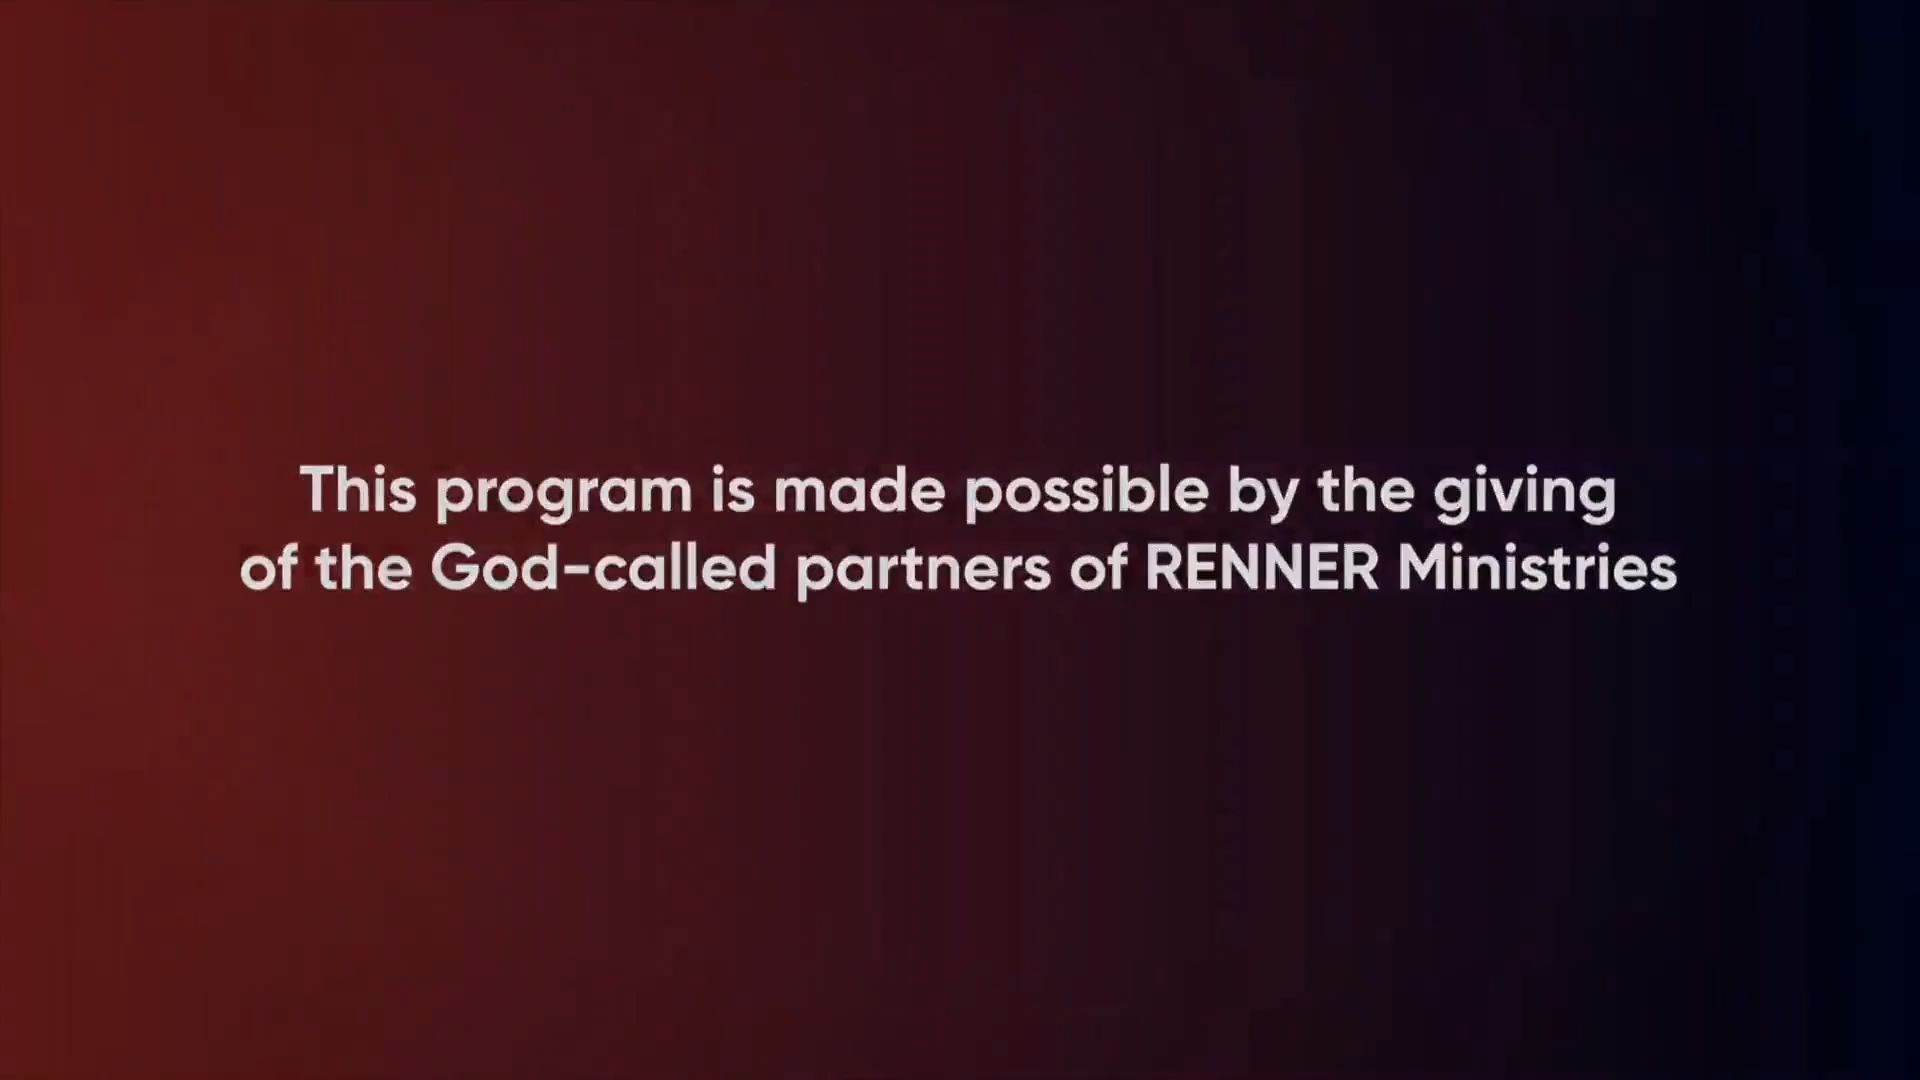 This program is made possible by the giving
of the God-called partners of RENNER Ministries